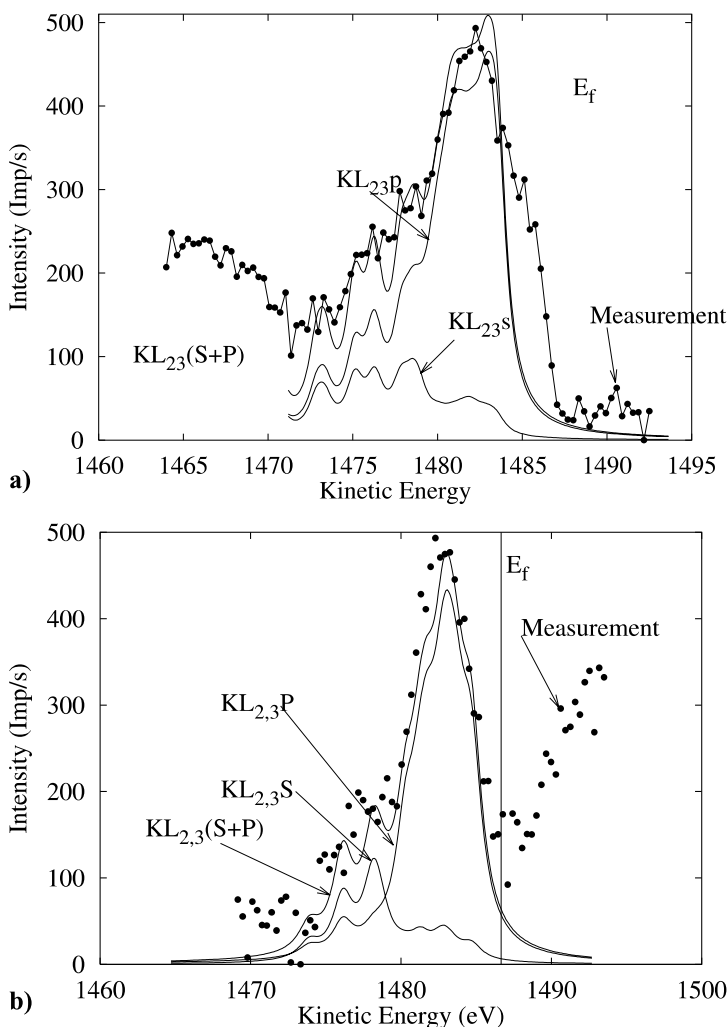 500
400
300
200
100
0
Intensity (Imp/s)
E_f
KL_23p
KL_23s
Measurement
KL_23(S+P)
1460 1465 1470 1475 1480 1485 1490 1495
a)
Kinetic Energy
500
400
300
200
100
0
Intensity (Imp/s)
E_f
Measurement
KL_2,3P
KL_2,3S
KL_2,3(S+P)
1460 1470 1480 1490 1500
b)
Kinetic Energy (eV)